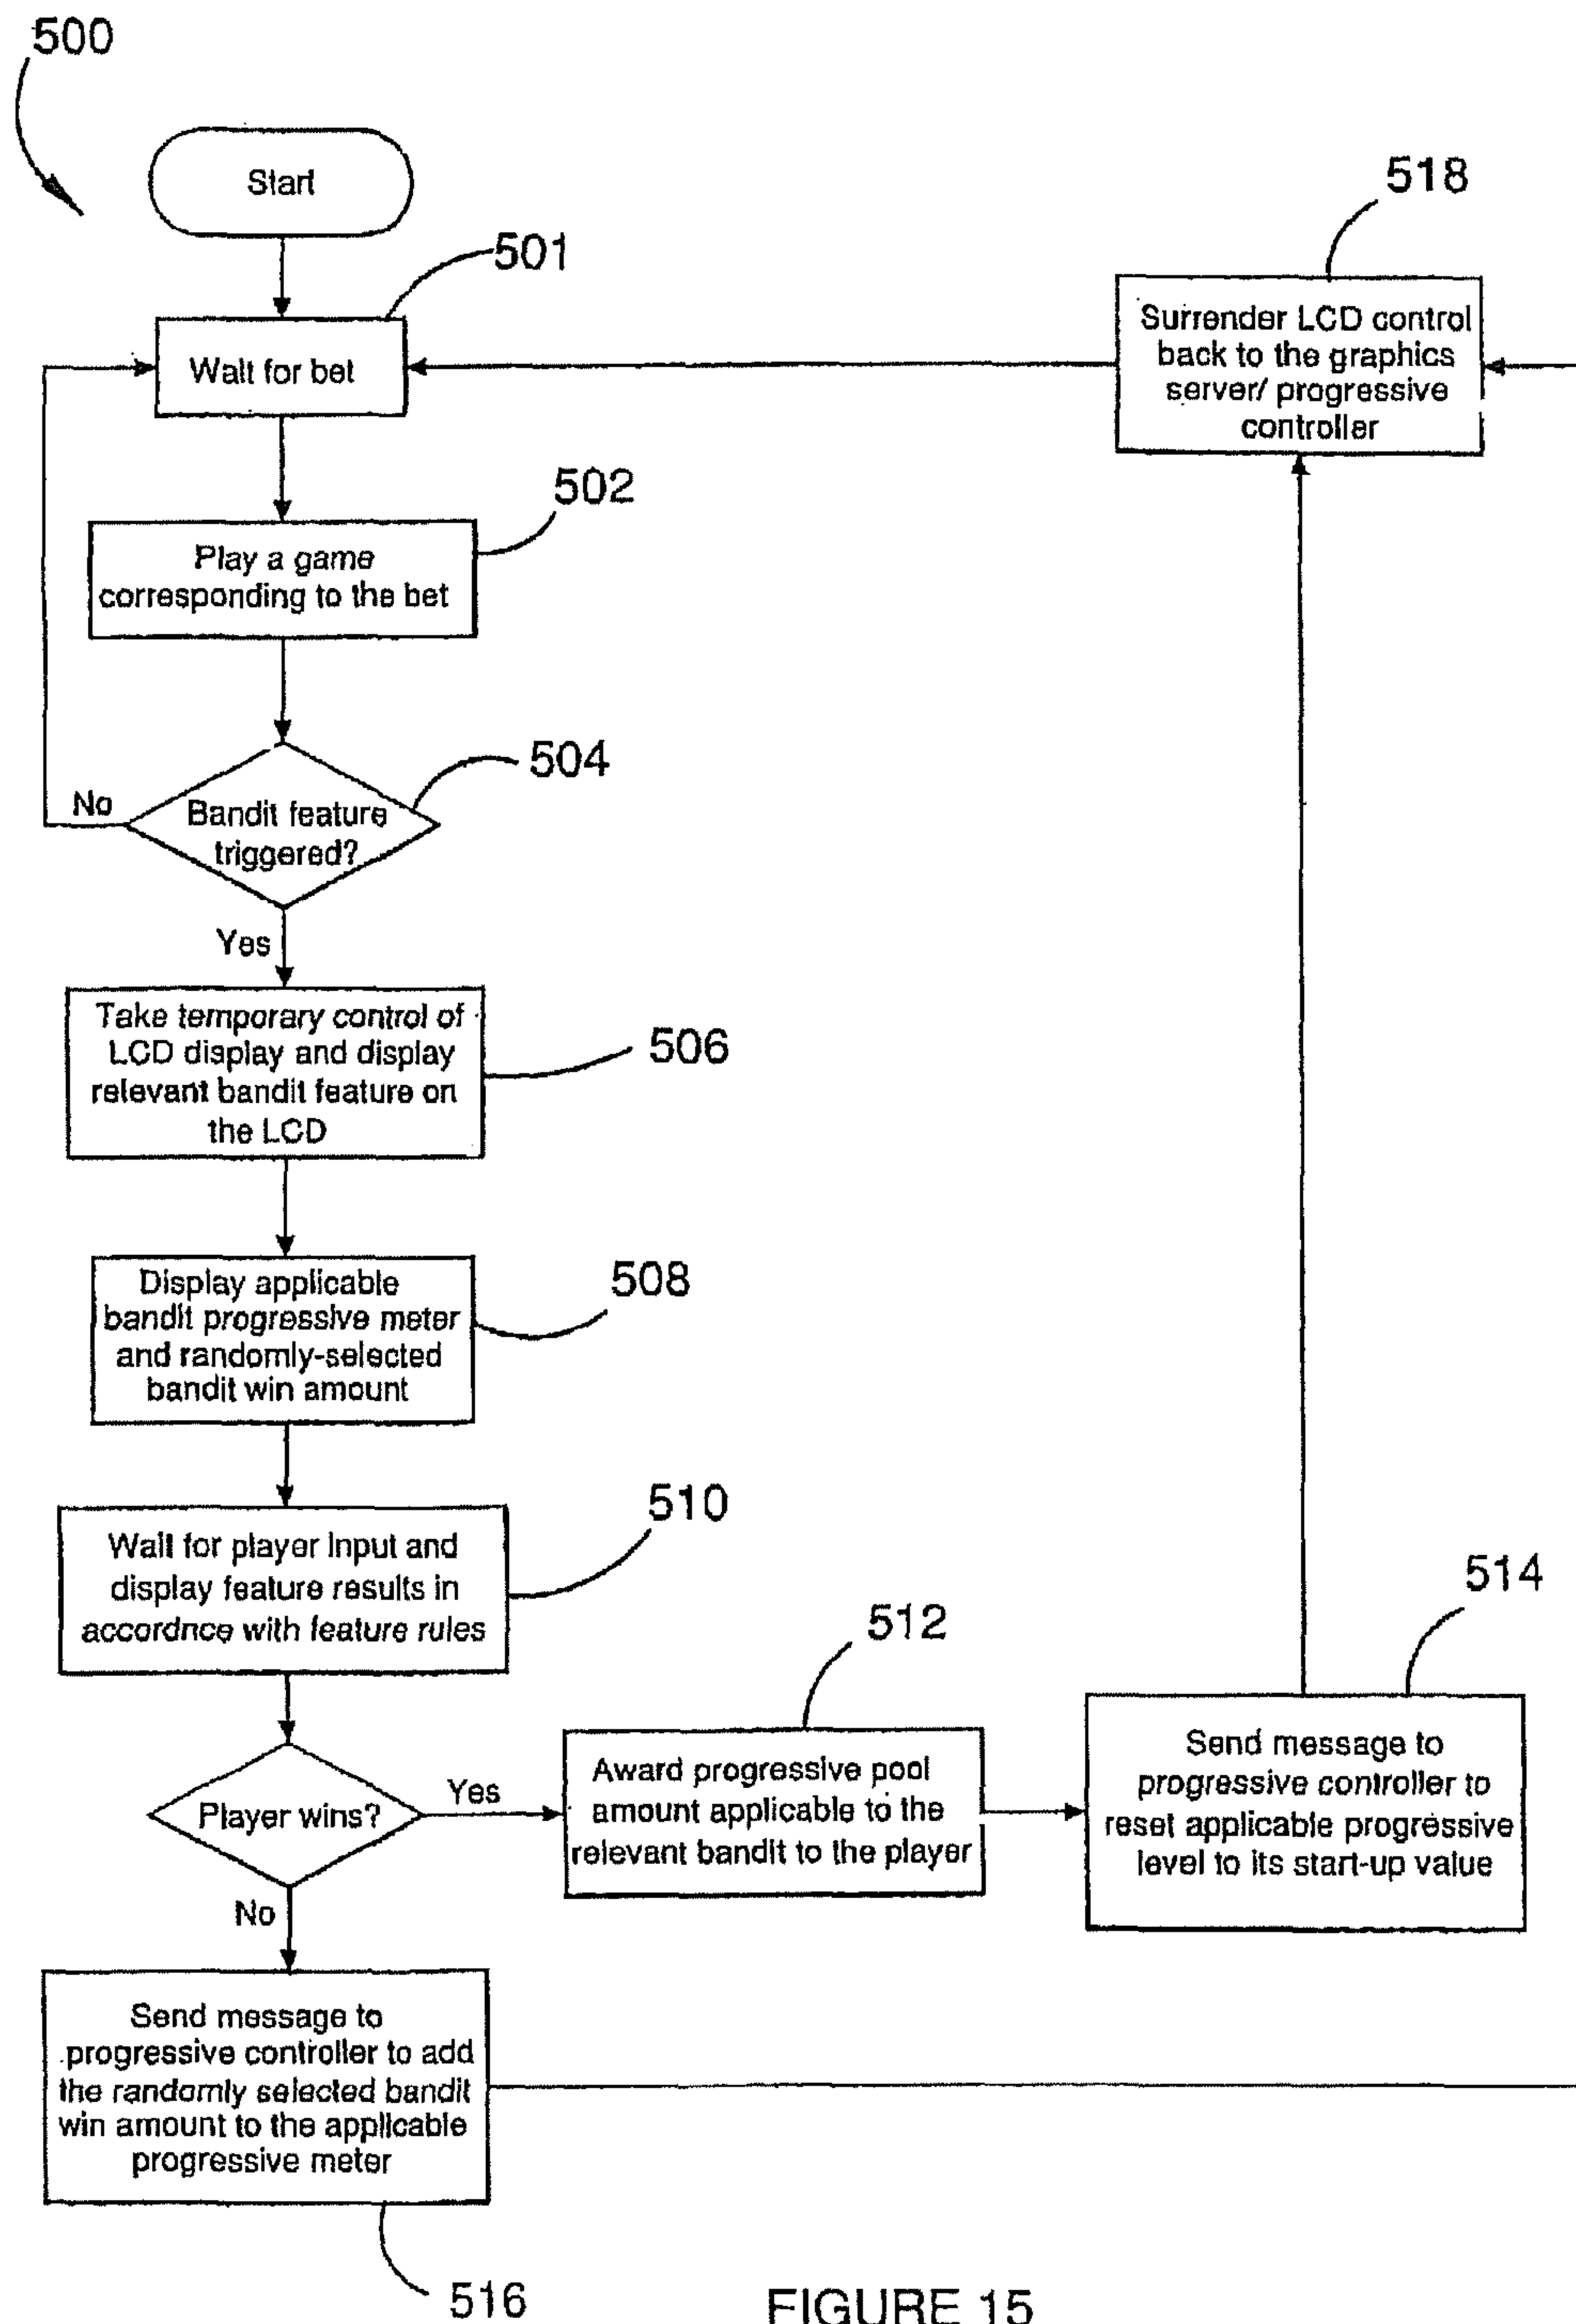 500
Start
501
Wait for bet
518
Surrender LCD control
back to the graphics
server/ progressive
controller
502
Play a game
corresponding to the bet
504
Bandit feature
triggered?
No
Yes
Take temporary control of
LCD display and display
relevant bandit feature on
the LCD
506
Display applicable
bandit progressive meter
and randomly-selected
bandit win amount
508
Wait for player input and
display feature results in
accordnce with feature rules
510
Player wins?
Yes
512
Award progressive pool
amount applicable to the
relevant bandit to the player
514
Send message to
progressive controller to
reset applicable progressive
level to its start-up value
No
Send message to
progressive controller to add
the randomly selected bandit
win amount to the applicable
progressive meter
516
FIGURE 15